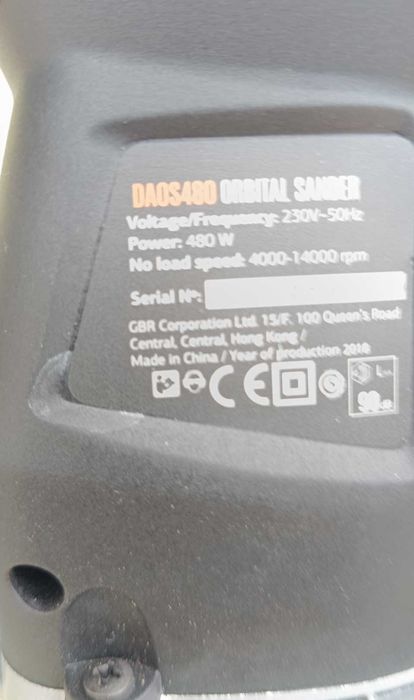 DAOS480 ORBITAL SANDER
Voltage/Frequency: 230V~50Hz
Power: 480 W
No load speed: 4000-14000 rpm
Serial Nº:
GBR Corporation Ltd. 15/F. 100 Queen's Road
Central, Central, Hong Kong /
Made in China / Year of production 2018
CE